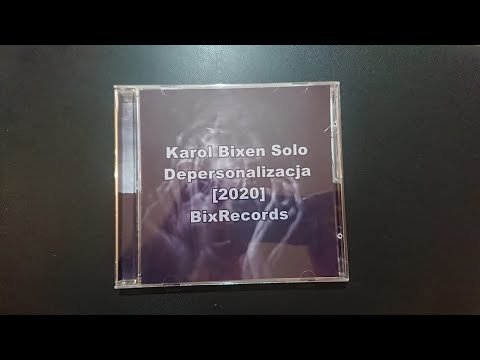 Karol Bixen Solo
Depersonalizacja
[2020]
BixRecords